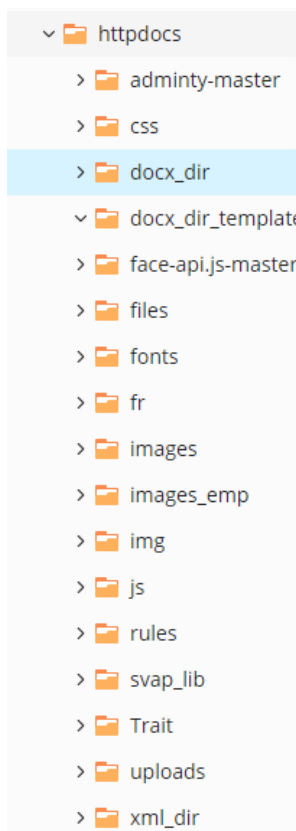 httpdocs
adminty-master
css
docx_dir
docx_dir_template
face-api.js-master
files
fonts
fr
images
images_emp
img
js
rules
svap_lib
Trait
uploads
xml_dir